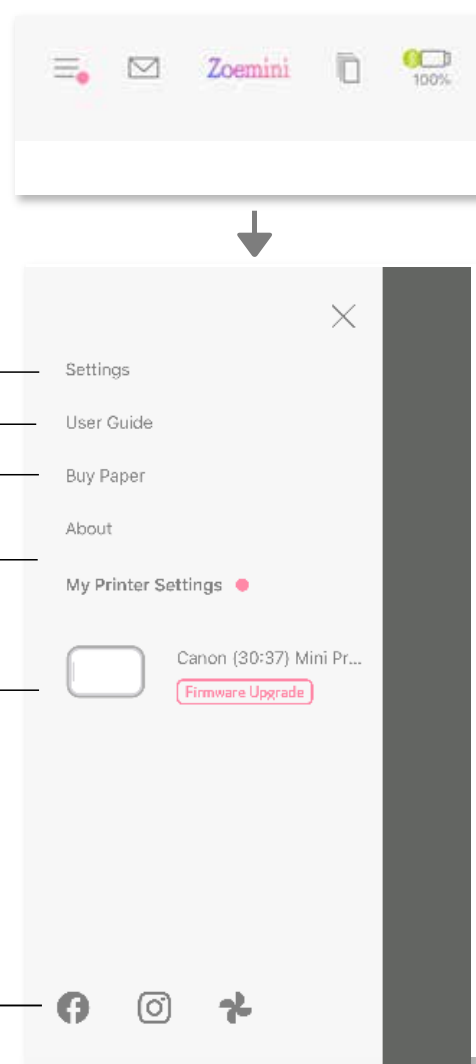 Zoemini
100%
Settings
User Guide
Buy Paper
About
My Printer Settings
Canon (30:37) Mini Pr...
Firmware Upgrade